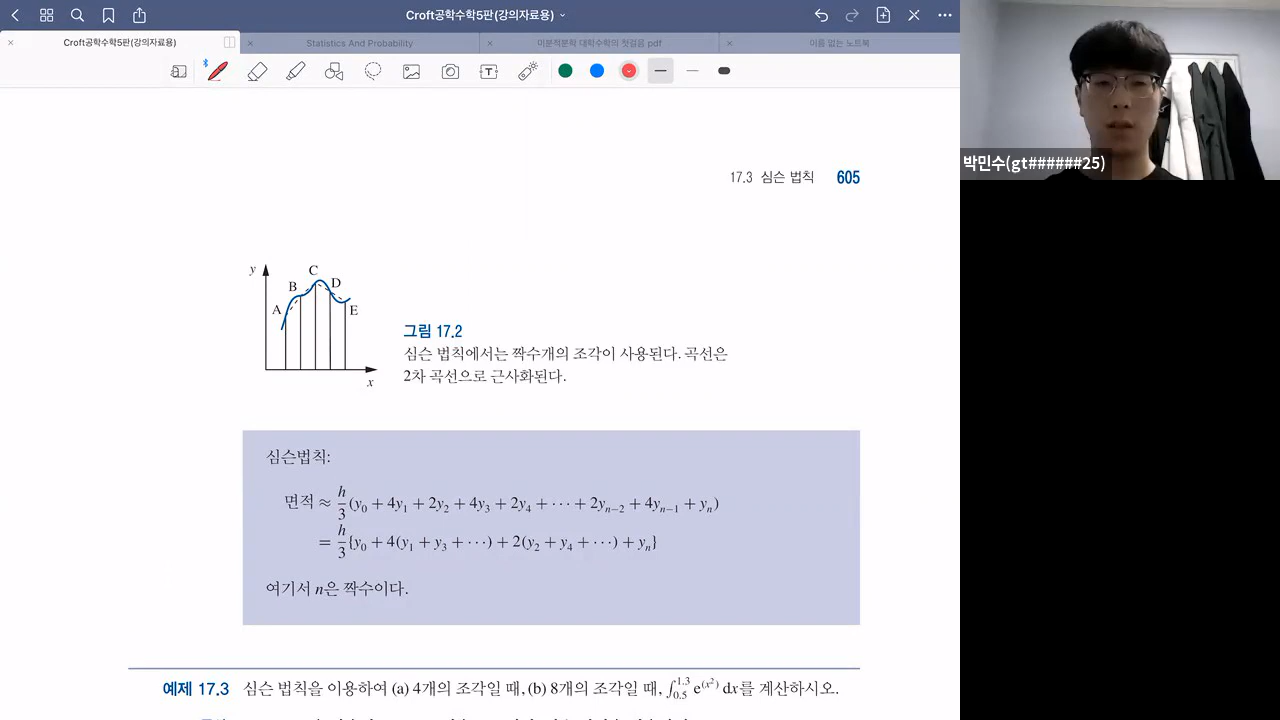 Croft공학수학5판(강의자료용)
Croft공학수학5판(강의자료용)
Statistics And Probability
미분적분학 대학수학의 첫걸음 pdf
이름 없는 노트북
박민수(gt######25)
17.3 심슨 법칙 605
y
C
B
D
A
E
x
그림 17.2
심슨 법칙에서는 짝수개의 조각이 사용된다. 곡선은
2차 곡선으로 근사화된다.
심슨법칙:
면적 ≈ h/3(y₀ + 4y₁ + 2y₂ + 4y₃ + 2y₄ + ⋯ + 2yₙ₋₂ + 4yₙ₋₁ + yₙ)
= h/3{y₀ + 4(y₁ + y₃ + ⋯) + 2(y₂ + y₄ + ⋯) + yₙ}
여기서 n은 짝수이다.
예제 17.3 심슨 법칙을 이용하여 (a) 4개의 조각일 때, (b) 8개의 조각일 때, ∫₀.₅¹·³ e^(x²) dx를 계산하시오.